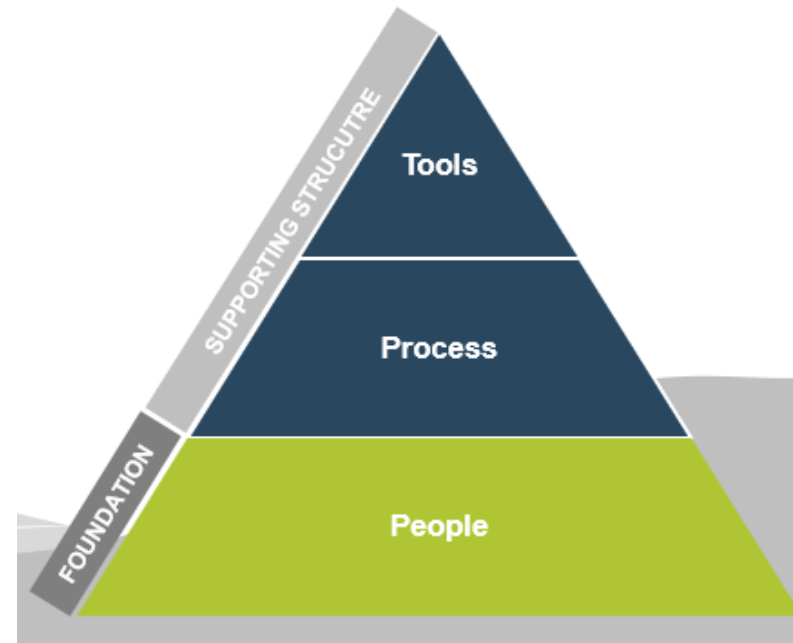 SUPPORTING STRUCUTRE
Tools
Process
FOUNDATION
People